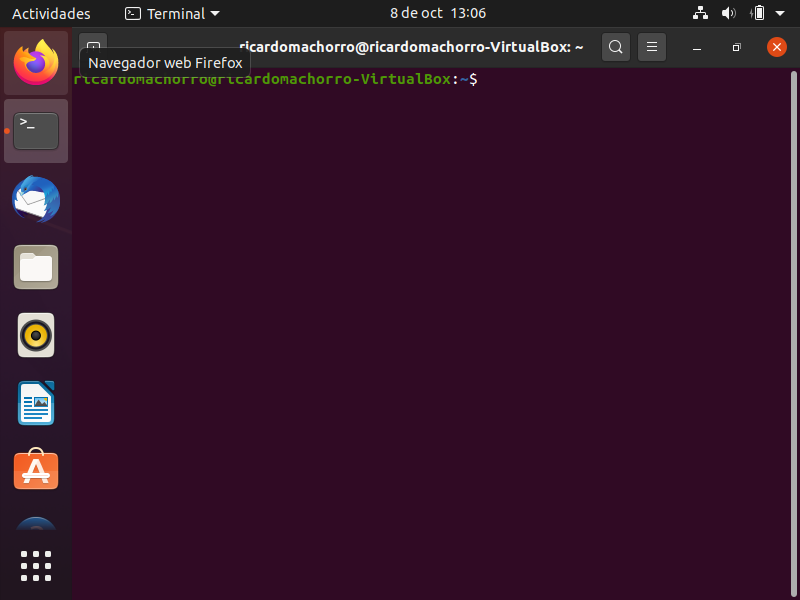 Actividades
Terminal
8 de oct 13:06
ricardomachorro@ricardomachorro-VirtualBox: ~
Navegador web Firefox
ricardomachorro@ricardomachorro-VirtualBox:~$